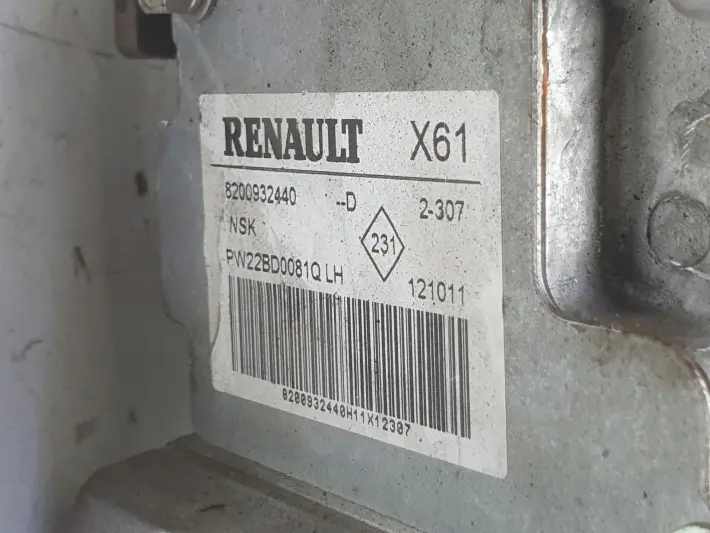 RENAULT X61
8200932440 --D 2-307
NSK 231
PW22BD0081Q LH 121011
8200932440H11X12307